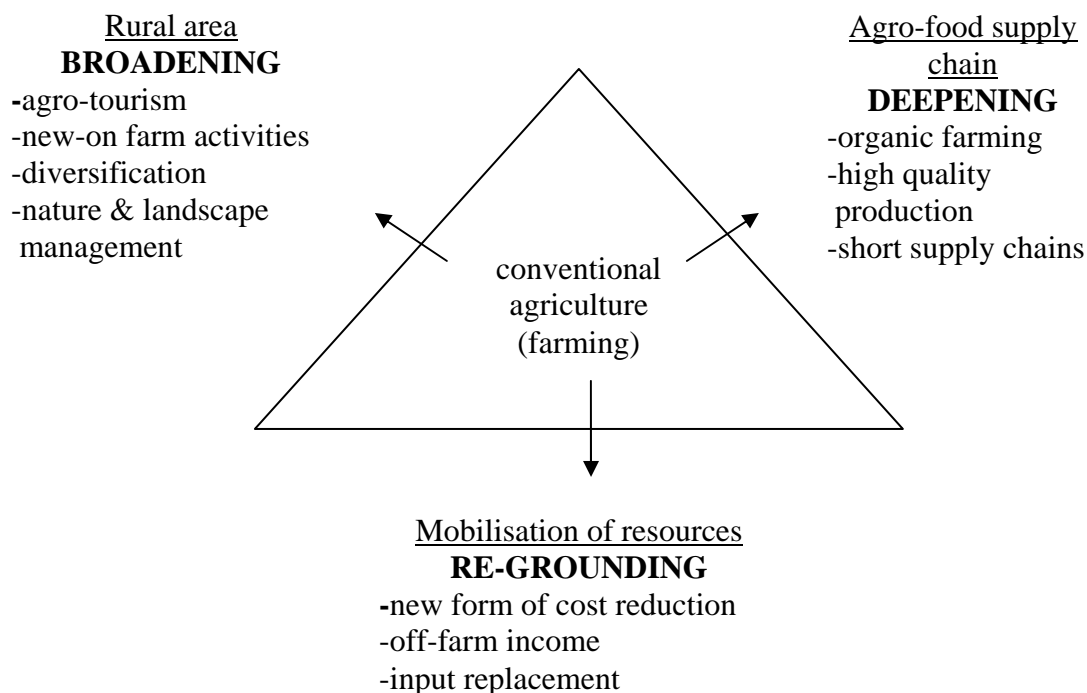 Rural area
BROADENING
-agro-tourism
-new-on farm activities
-diversification
-nature & landscape
management
Agro-food supply
chain
DEEPENING
-organic farming
-high quality
production
-short supply chains
conventional
agriculture
(farming)
Mobilisation of resources
RE-GROUNDING
-new form of cost reduction
-off-farm income
-input replacement